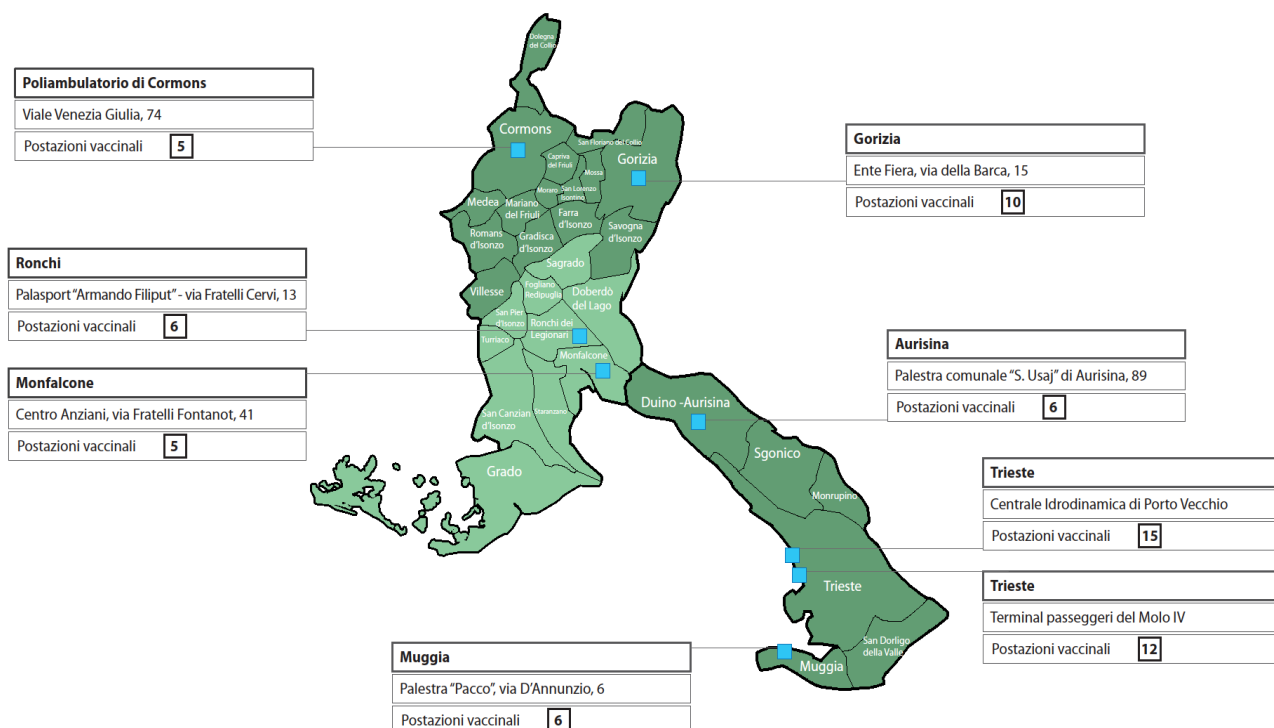 Poliambulatorio di Cormons
Viale Venezia Giulia, 74
Postazioni vaccinali 5
Ronchi
Palasport "Armando Filiput" - via Fratelli Cervi, 13
Postazioni vaccinali 6
Monfalcone
Centro Anziani, via Fratelli Fontanot, 41
Postazioni vaccinali 5
Dolegna
del Collio
Cormons
San Floriano del Collio
Capriva
del Friuli
Gorizia
Mossa
Moraro
San Lorenzo
Isontino
Medea
Mariano
del Friuli
Farra
d'Isonzo
Savogna
d'Isonzo
Romans
d'Isonzo
Gradisca
d'Isonzo
Sagrado
Villesse
Fogliano
Redipuglia
Doberdò
del Lago
San Pier
d'Isonzo
Ronchi dei
Legionari
Turriaco
Monfalcone
San Canzian
d'Isonzo
Staranzano
Grado
Duino -Aurisina
Sgonico
Monrupino
Trieste
San Dorligo
della Valle
Muggia
Gorizia
Ente Fiera, via della Barca, 15
Postazioni vaccinali 10
Aurisina
Palestra comunale "S. Usaj" di Aurisina, 89
Postazioni vaccinali 6
Trieste
Centrale Idrodinamica di Porto Vecchio
Postazioni vaccinali 15
Trieste
Terminal passeggeri del Molo IV
Postazioni vaccinali 12
Muggia
Palestra "Pacco", via D'Annunzio, 6
Postazioni vaccinali 6